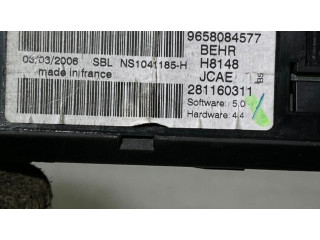 9658084577
BEHR
03/03/2006 SBL NS1041185-H H8148
made in france JCAE
B5
281160311
Software: 5.0
Hardware: 4.4